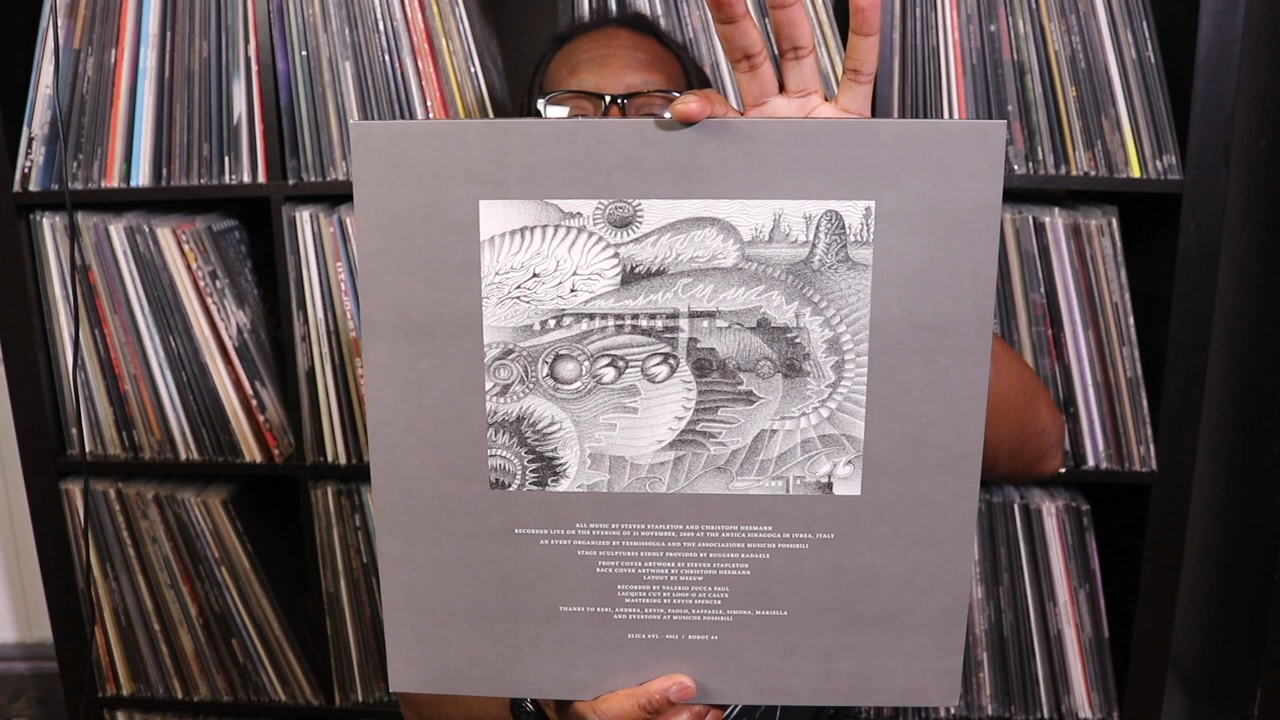 ALL MUSIC BY STEVEN STAPLETON AND CHRISTOPH HEEMANN
RECORDED LIVE ON THE EVENING OF 21 NOVEMBER, 2009 AT THE ANTICA SINAGOGA IN IVREA, ITALY
AN EVENT ORGANIZED BY YESMISSOLGA AND THE ASSOCIAZIONE MUSICHE POSSIBILI
STAGE SCULPTURES KINDLY PROVIDED BY RUGGERO RADAELE
FRONT COVER ARTWORK BY STEVEN STAPLETON
BACK COVER ARTWORK BY CHRISTOPH HEEMANN
LAYOUT BY MEEUW
RECORDED BY VALERIO ZUCCA PAUL
LACQUER CUT BY LOOP-O AT CALYX
MASTERING BY KEVIN SPENCER
THANKS TO KERI, ANDREA, KEVIN, PAOLO, RAFFAELE, SIMONA, MARIELLA
AND EVERYONE AT MUSICHE POSSIBILI
ELICA 6VL - 4912 / ROBOT 44